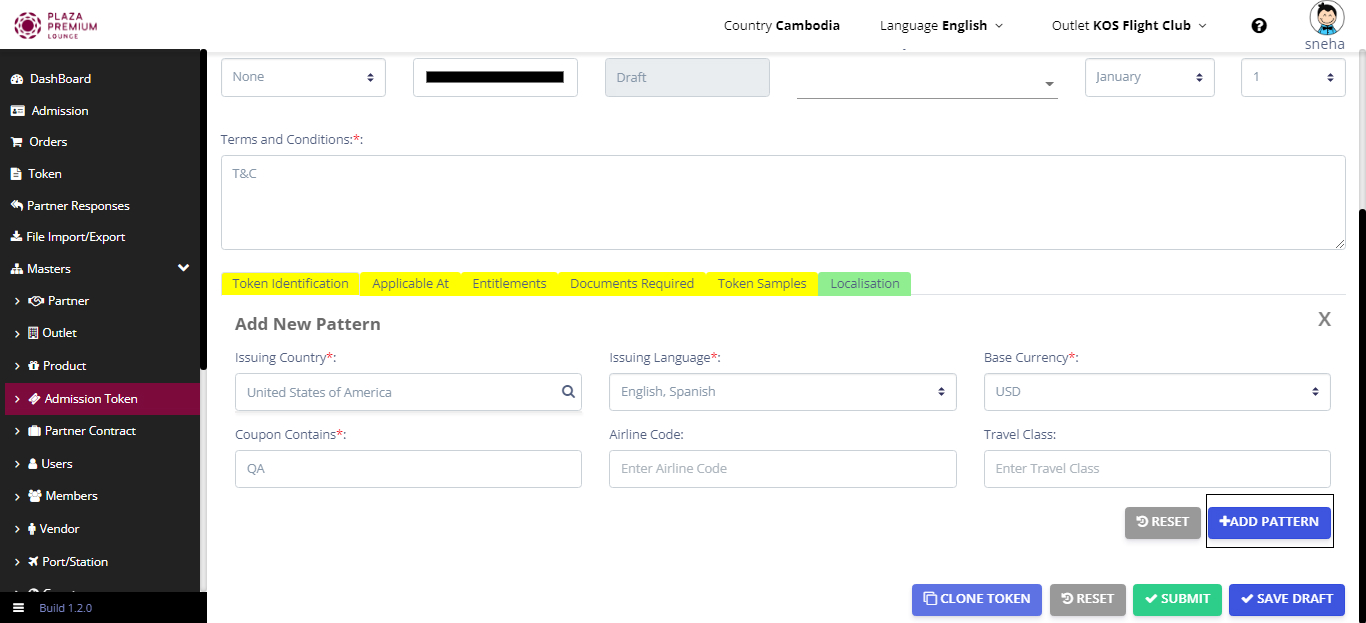 PLAZA
PREMIUM
LOUNGE
Country Cambodia
Language English
Outlet KOS Flight Club
sneha
DashBoard
Admission
Orders
Token
Partner Responses
File Import/Export
Masters
Partner
Outlet
Product
Admission Token
Partner Contract
Users
Members
Vendor
Port/Station
Build 1.2.0
None
Draft
January
1
Terms and Conditions:*:
T&C
Token Identification
Applicable At
Entitlements
Documents Required
Token Samples
Localisation
Add New Pattern
X
Issuing Country*:
Issuing Language*:
Base Currency*:
United States of America
English, Spanish
USD
Coupon Contains*:
Airline Code:
Travel Class:
QA
Enter Airline Code
Enter Travel Class
RESET
+ADD PATTERN
CLONE TOKEN
RESET
SUBMIT
SAVE DRAFT